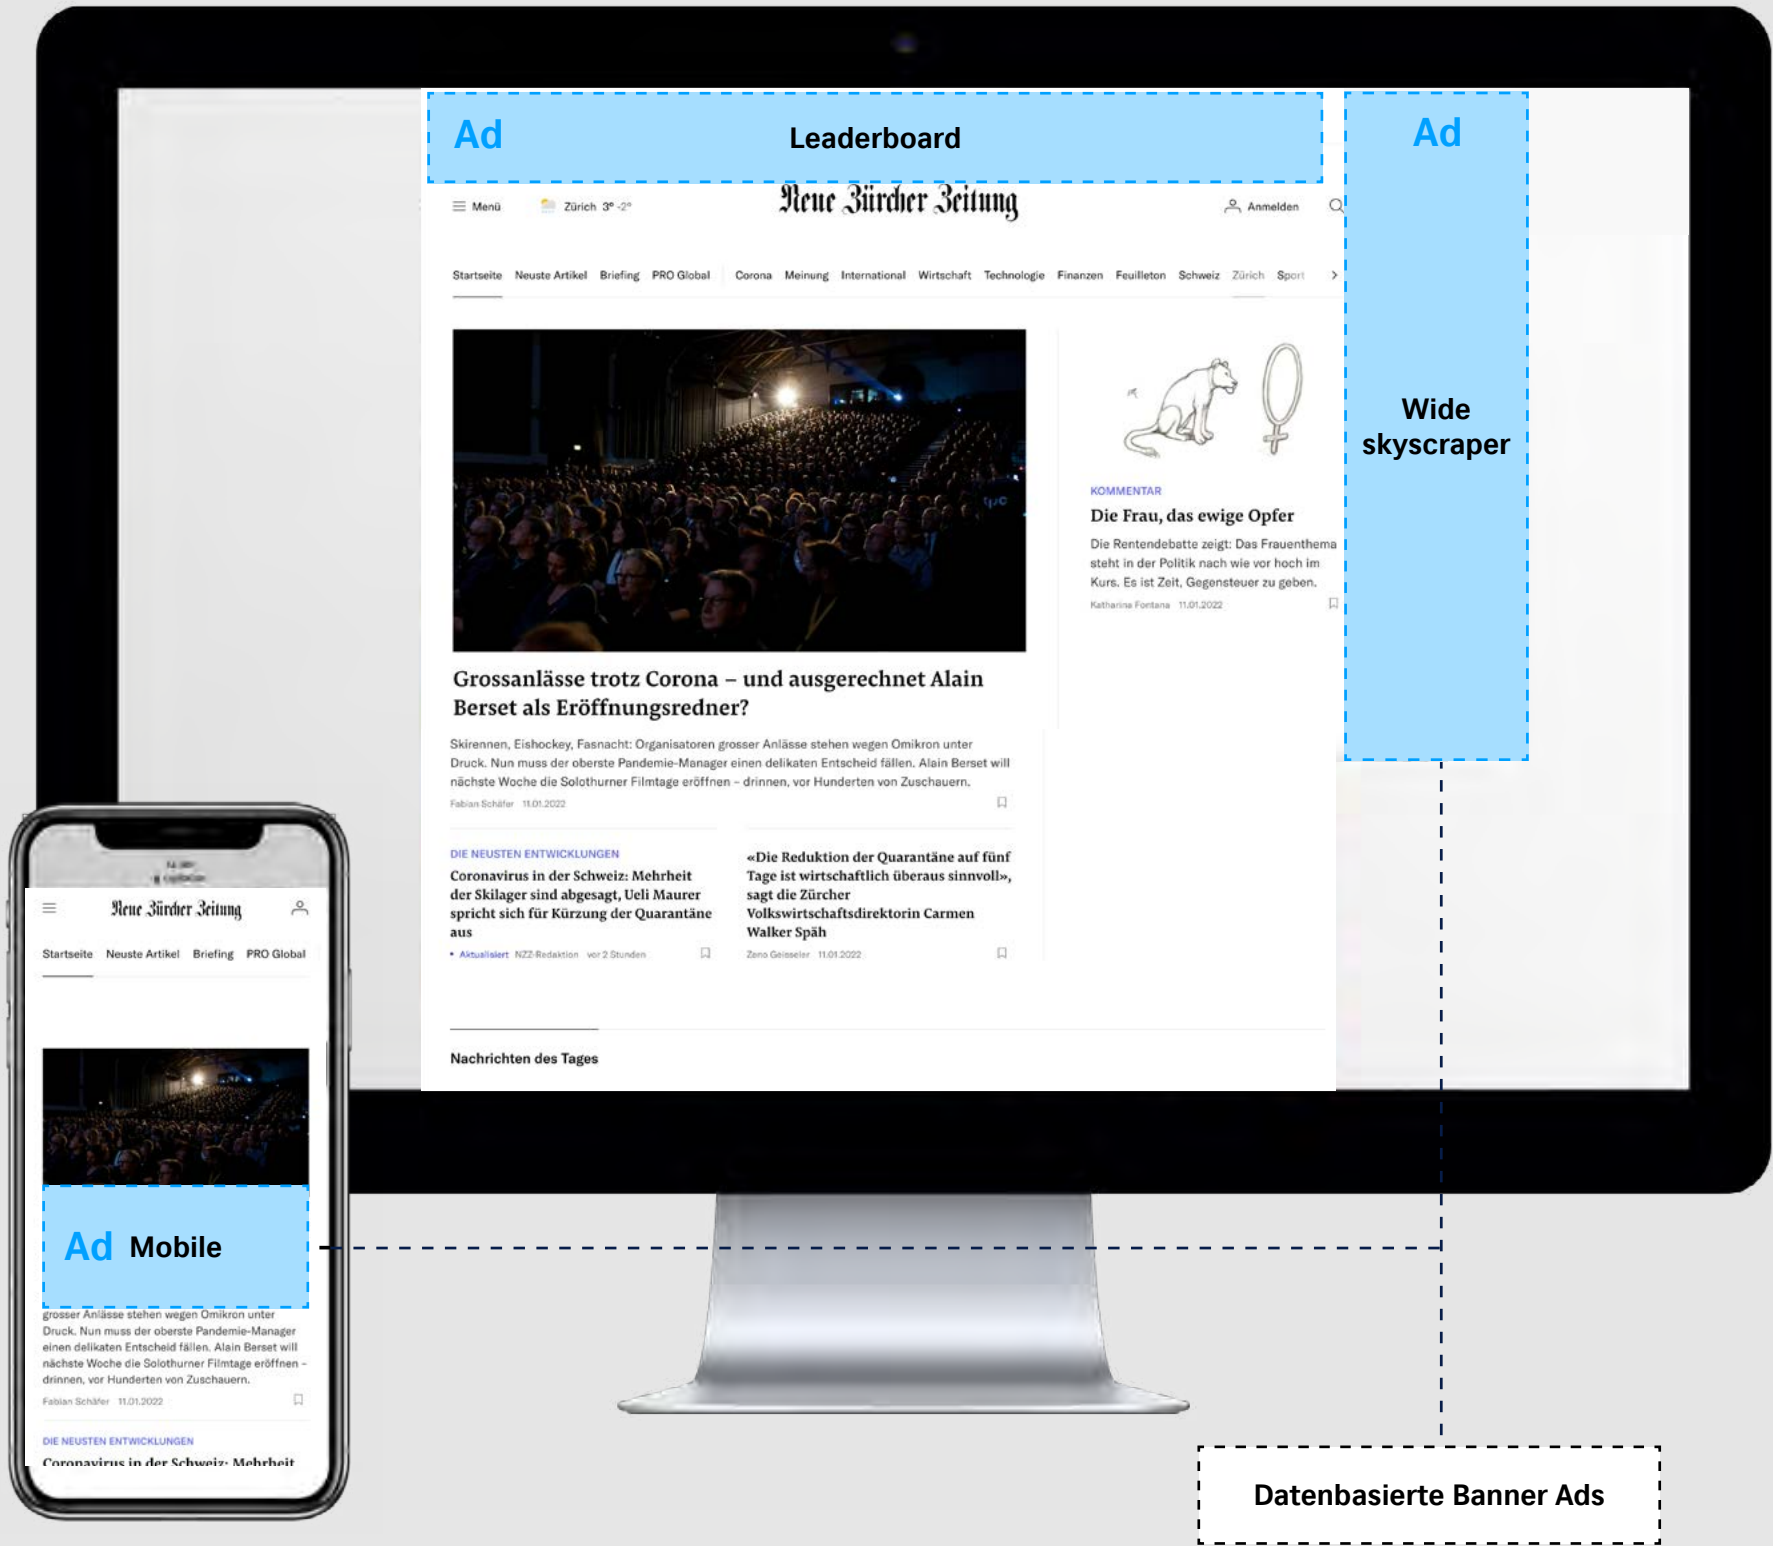 Ad
Leaderboard
Ad
Wide
skyscraper
Menü
Zürich 3° -2°
Neue Zürcher Zeitung
Anmelden
Startseite Neuste Artikel Briefing PRO Global Corona Meinung International Wirtschaft Technologie Finanzen Feuilleton Schweiz Zürich Sport
KOMMENTAR
Die Frau, das ewige Opfer
Die Rentendebatte zeigt: Das Frauenthema
steht in der Politik nach wie vor hoch im
Kurs. Es ist Zeit, Gegensteuer zu geben.
Katharina Fontana 11.01.2022
Grossanlässe trotz Corona – und ausgerechnet Alain
Berset als Eröffnungsredner?
Skirennen, Eishockey, Fasnacht: Organisatoren grosser Anlässe stehen wegen Omikron unter
Druck. Nun muss der oberste Pandemie-Manager einen delikaten Entscheid fällen. Alain Berset will
nächste Woche die Solothurner Filmtage eröffnen – drinnen, vor Hunderten von Zuschauern.
Fabian Schäfer 11.01.2022
DIE NEUSTEN ENTWICKLUNGEN
Coronavirus in der Schweiz: Mehrheit
der Skilager sind abgesagt, Ueli Maurer
spricht sich für Kürzung der Quarantäne
aus
• Aktualisiert NZZ-Redaktion vor 2 Stunden
«Die Reduktion der Quarantäne auf fünf
Tage ist wirtschaftlich überaus sinnvoll»,
sagt die Zürcher
Volkswirtschaftsdirektorin Carmen
Walker Späh
Zeno Geisseler 11.01.2022
Nachrichten des Tages
Neue Zürcher Zeitung
Startseite Neuste Artikel Briefing PRO Global
Ad Mobile
grosser Anlässe stehen wegen Omikron unter
Druck. Nun muss der oberste Pandemie-Manager
einen delikaten Entscheid fällen. Alain Berset will
nächste Woche die Solothurner Filmtage eröffnen –
drinnen, vor Hunderten von Zuschauern.
Fabian Schäfer 11.01.2022
DIE NEUSTEN ENTWICKLUNGEN
Coronavirus in der Schweiz: Mehrheit
Datenbasierte Banner Ads